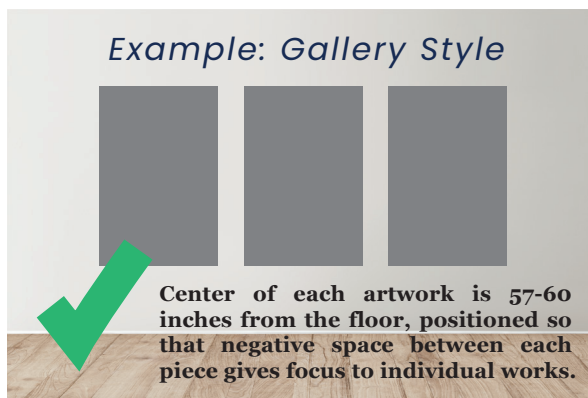 Example: Gallery Style
Center of each artwork is 57-60
inches from the floor, positioned so
that negative space between each
piece gives focus to individual works.